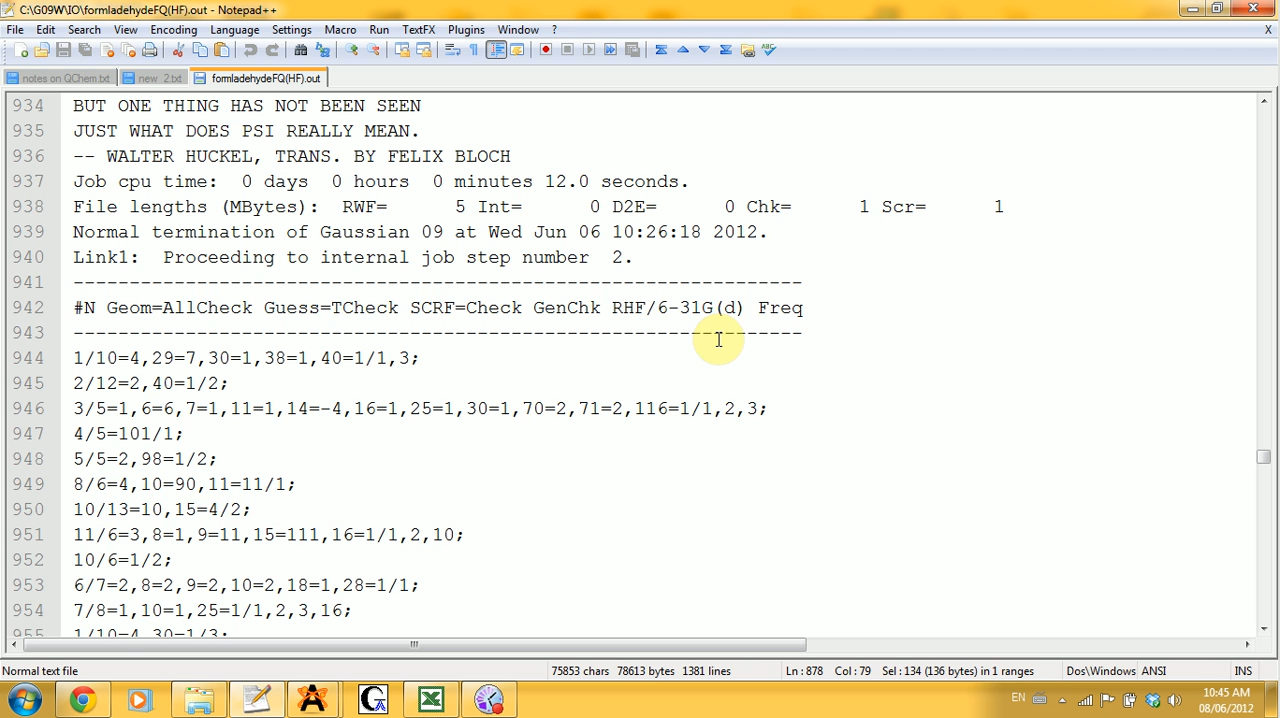 C:\G09W\IO\formladehydeFQ(HF).out - Notepad++
File Edit Search View Encoding Language Settings Macro Run TextFX Plugins Window ?
X
notes on QChem.txt new 2.txt formladehydeFQ(HF).out
934 BUT ONE THING HAS NOT BEEN SEEN
935 JUST WHAT DOES PSI REALLY MEAN.
936 -- WALTER HUCKEL, TRANS. BY FELIX BLOCH
937 Job cpu time: 0 days 0 hours 0 minutes 12.0 seconds.
938 File lengths (MBytes): RWF= 5 Int= 0 D2E= 0 Chk= 1 Scr= 1
939 Normal termination of Gaussian 09 at Wed Jun 06 10:26:18 2012.
940 Link1: Proceeding to internal job step number 2.
941 -----------------------------------------------------------------
942 #N Geom=AllCheck Guess=TCheck SCRF=Check GenChk RHF/6-31G(d) Freq
943 -----------------------------------------------------------------
944 1/10=4,29=7,30=1,38=1,40=1/1,3;
945 2/12=2,40=1/2;
946 3/5=1,6=6,7=1,11=1,14=-4,16=1,25=1,30=1,70=2,71=2,116=1/1,2,3;
947 4/5=101/1;
948 5/5=2,98=1/2;
949 8/6=4,10=90,11=11/1;
950 10/13=10,15=4/2;
951 11/6=3,8=1,9=11,15=111,16=1/1,2,10;
952 10/6=1/2;
953 6/7=2,8=2,9=2,10=2,18=1,28=1/1;
954 7/8=1,10=1,25=1/1,2,3,16;
955 1/10=4,30=1/3;
Normal text file 75853 chars 78613 bytes 1381 lines Ln : 878 Col : 79 Sel : 134 (136 bytes) in 1 ranges Dos\Windows ANSI INS
EN 10:45 AM
08/06/2012